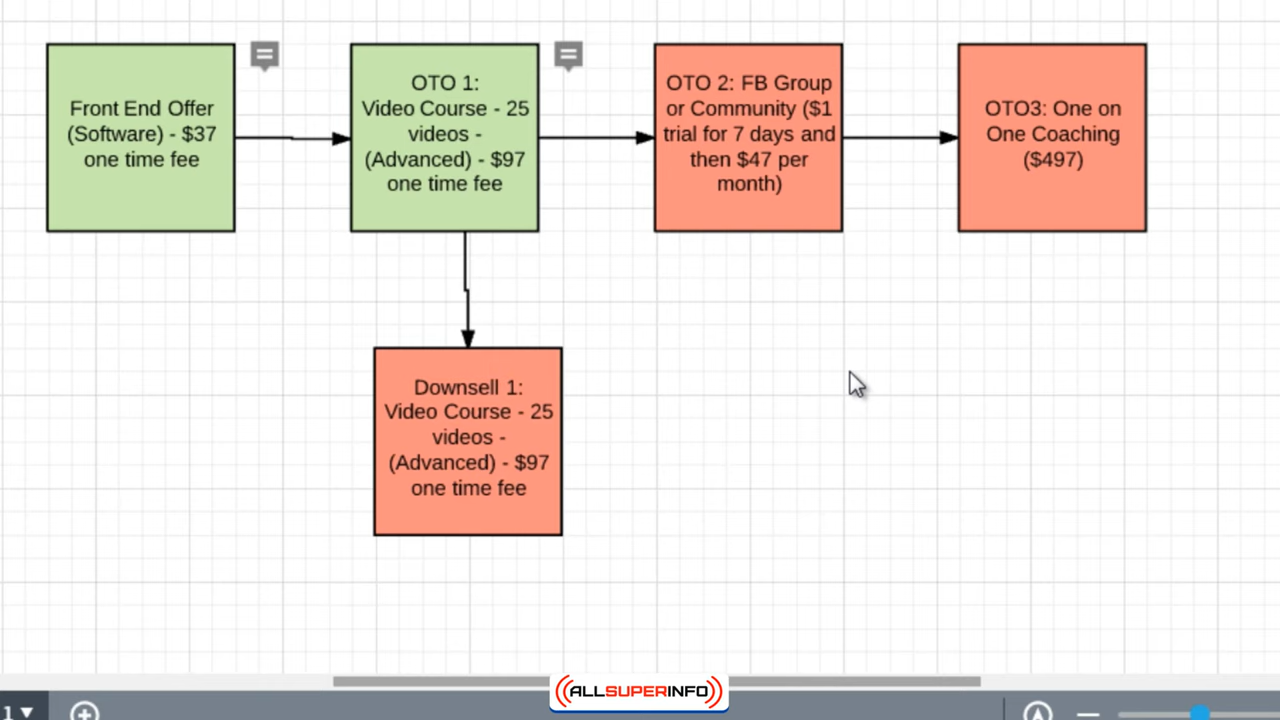 Front End Offer
(Software) - $37
one time fee
OTO 1:
Video Course - 25
videos -
(Advanced) - $97
one time fee
OTO 2: FB Group
or Community ($1
trial for 7 days and
then $47 per
month)
OTO3: One on
One Coaching
($497)
Downsell 1:
Video Course - 25
videos -
(Advanced) - $97
one time fee
ALLSUPERINFO
1